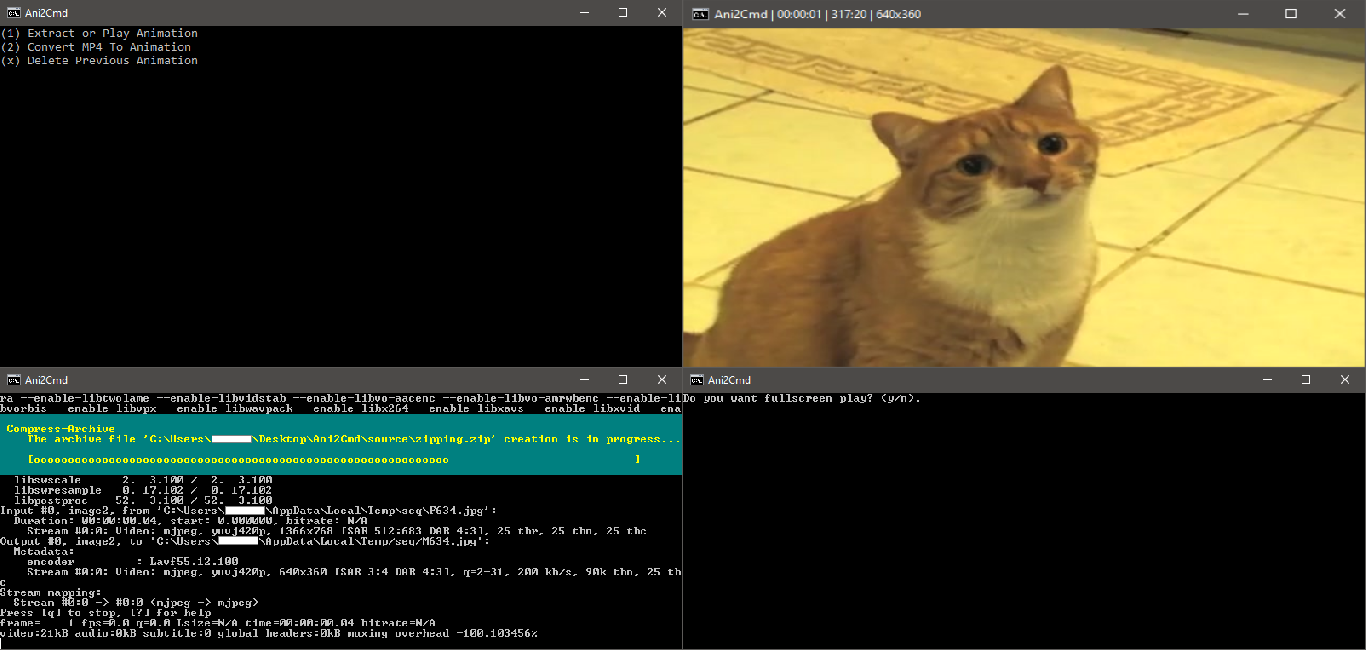 Ani2Cmd
(1) Extract or Play Animation
(2) Convert MP4 To Animation
(x) Delete Previous Animation
Ani2Cmd | 00:00:01 | 317:20 | 640x360
Ani2Cmd
ra --enable-libtwolame --enable-libvidstab --enable-libvo-aacenc --enable-libvo-amrwbenc --enable-li
bvorbis enable libvpx enable libwavpack enable libx264 enable libxavs enable libxvid ena
Compress-Archive
The archive file 'C:\Users\ \Desktop\Ani2Cmd\source\zipping.zip' creation is in progress...
[oooooooooooooooooooooooooooooooooooooooooooooooooooooooooooooo ]
libswscale 2. 3.100 / 2. 3.100
libswresample 0. 17.102 / 0. 17.102
libpostproc 52. 3.100 / 52. 3.100
Input #0, image2, from 'C:\Users\ \AppData\Local\Temp\seq\P634.jpg':
Duration: 00:00:00.04, start: 0.000000, bitrate: N/A
Stream #0:0: Video: mjpeg, yuvj420p, 1366x768 [SAR 512:683 DAR 4:3], 25 tbr, 25 tbn, 25 tbc
Output #0, image2, to 'C:\Users\ \AppData\Local\Temp/seq/M634.jpg':
Metadata:
encoder : Lavf55.12.100
Stream #0:0: Video: mjpeg, yuvj420p, 640x360 [SAR 3:4 DAR 4:3], q=2-31, 200 kb/s, 90k tbn, 25 tb
c
Stream mapping:
Stream #0:0 -> #0:0 (mjpeg -> mjpeg)
Press [q] to stop, [?] for help
frame= 1 fps=0.0 q=0.0 Lsize=N/A time=00:00:00.04 bitrate=N/A
video:21kB audio:0kB subtitle:0 global headers:0kB muxing overhead -100.103456%
Ani2Cmd
Do you want fullscreen play? (y/n).